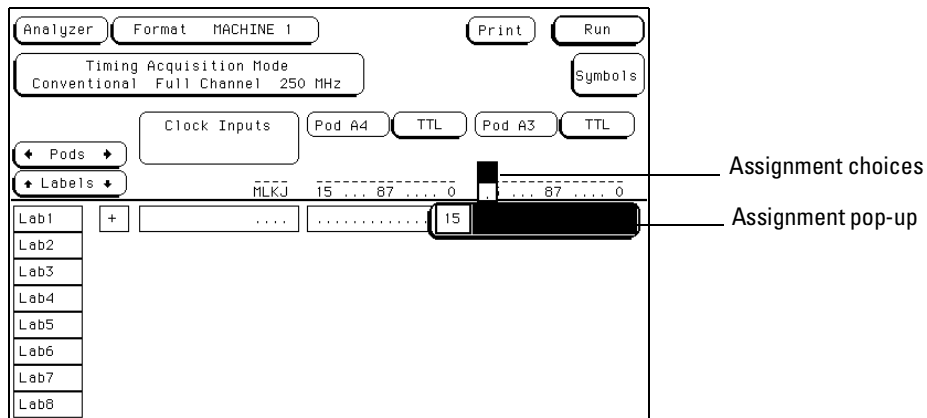 Analyzer Format MACHINE 1 Print Run
Timing Acquisition Mode
Conventional Full Channel 250 MHz
Symbols
Clock Inputs Pod A4 TTL Pod A3 TTL
Pods
Labels
MLKJ 15 ... 87 .... 0 . ... 87 .... 0
Assignment choices
Lab1 + .... ............. 15
Assignment pop-up
Lab2
Lab3
Lab4
Lab5
Lab6
Lab7
Lab8